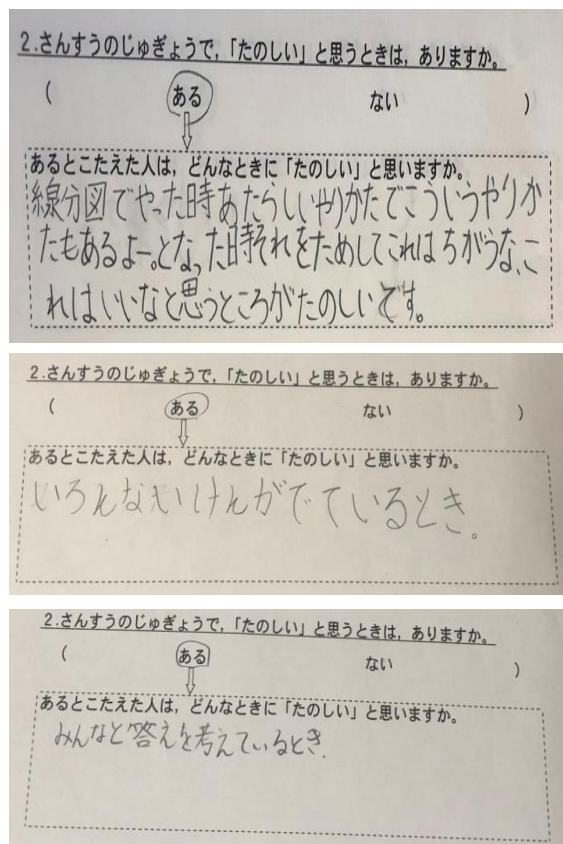 2.さんすうのじゅぎょうで,「たのしい」と思うときは,ありますか。
( ある ない )
あるとこたえた人は,どんなときに「たのしい」と思いますか。
線分図でやった時あたらしいやりかたでこういうやりか
たもあるよー。となった時それをためしてこれはちがうな、こ
れはいいなと思うところがたのしいです。
2.さんすうのじゅぎょうで,「たのしい」と思うときは,ありますか。
( ある ない )
あるとこたえた人は,どんなときに「たのしい」と思いますか。
いろんないけんがでているとき。
2.さんすうのじゅぎょうで,「たのしい」と思うときは,ありますか。
( ある ない )
あるとこたえた人は,どんなときに「たのしい」と思いますか。
みんなと答えを考えているとき.